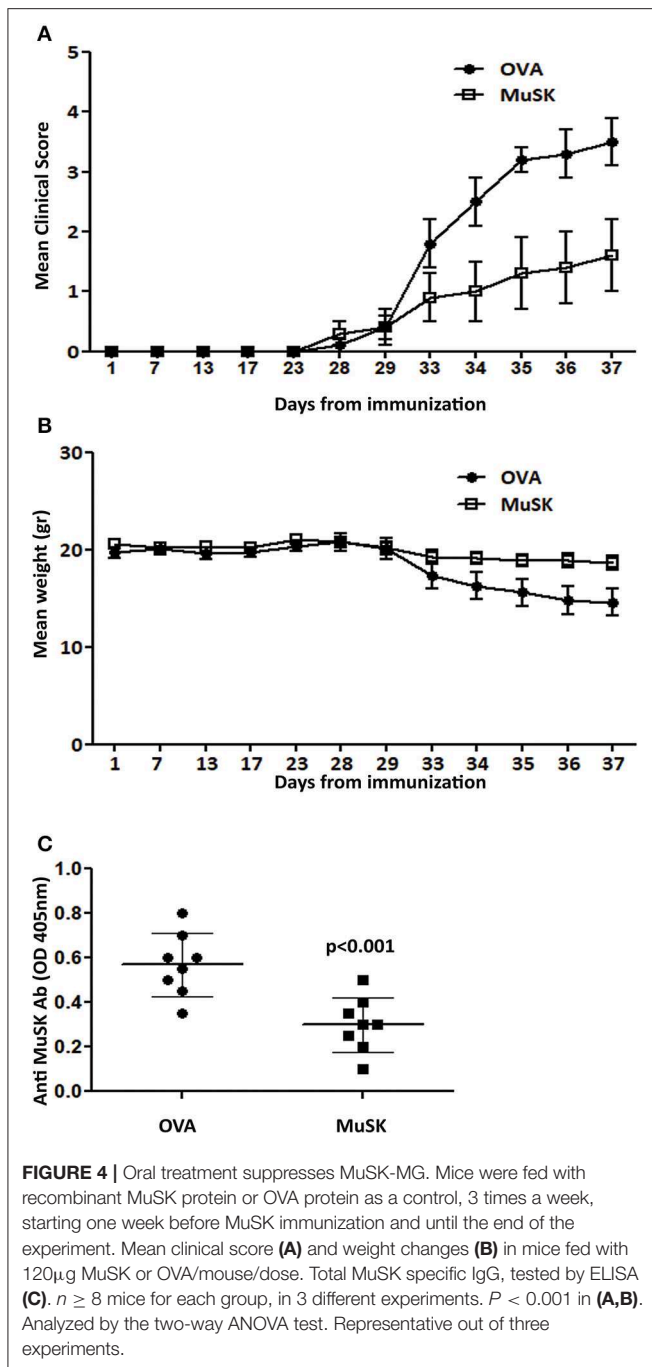 A
5
4
3
2
1
0
Mean Clinical Score
OVA
MuSK
1 7 13 17 23 28 29 33 34 35 36 37
Days from immunization
B
30
20
10
0
Mean weight (gr)
OVA
MuSK
1 7 13 17 23 28 29 33 34 35 36 37
Days from immunization
C
1.0
0.8
0.6
0.4
0.2
0.0
Anti MuSK Ab (OD 405nm)
p<0.001
OVA MuSK
FIGURE 4 | Oral treatment suppresses MuSK-MG. Mice were fed with
recombinant MuSK protein or OVA protein as a control, 3 times a week,
starting one week before MuSK immunization and until the end of the
experiment. Mean clinical score (A) and weight changes (B) in mice fed with
120μg MuSK or OVA/mouse/dose. Total MuSK specific IgG, tested by ELISA
(C). n ≥ 8 mice for each group, in 3 different experiments. P < 0.001 in (A,B).
Analyzed by the two-way ANOVA test. Representative out of three
experiments.